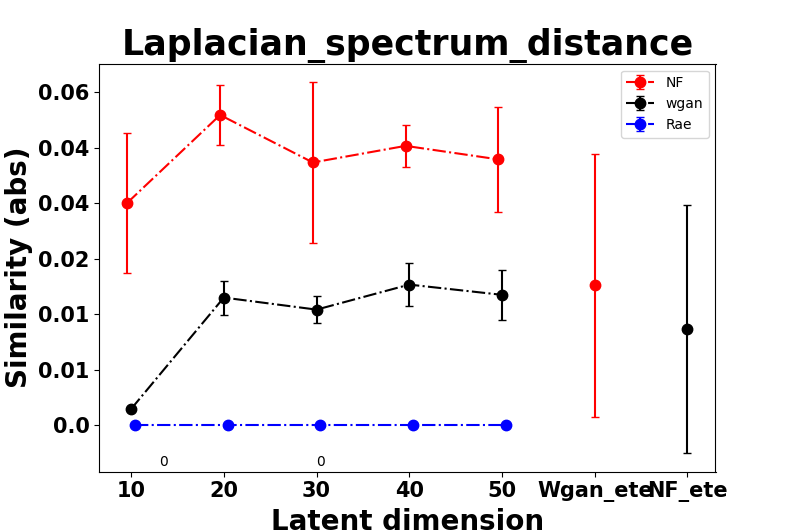 Laplacian_spectrum_distance
NF
wgan
Rae
Similarity (abs)
0.06
0.04
0.04
0.02
0.01
0.01
0.0
0 0
10 20 30 40 50 Wgan_ete NF_ete
Latent dimension